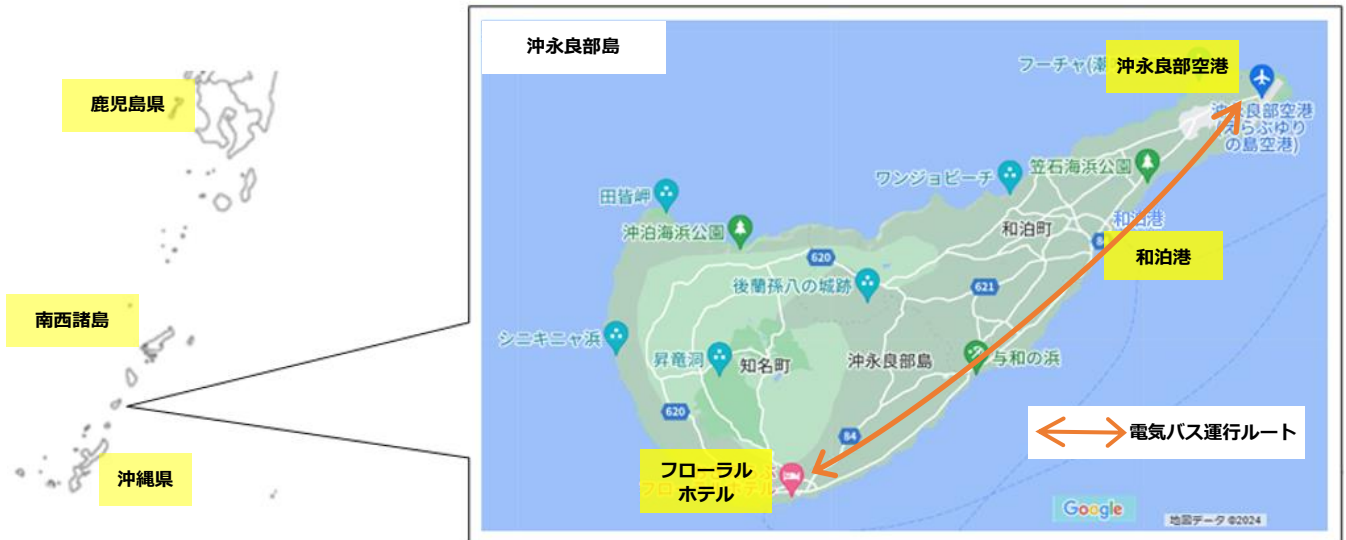 鹿児島県
南西諸島
沖縄県
沖永良部島
フーチャ(潮
沖永良部空港
沖永良部空港
(えらぶゆり
の島空港)
笠石海浜公園
ワンジョビーチ
田皆岬
沖泊海浜公園
和泊町
和泊港
和泊港
620
後蘭孫八の城跡
621
シニキニャ浜
昇竜洞
知名町
沖永良部島
与和の浜
620
84
電気バス運行ルート
フローラル
ホテル
Google
地図データ ©2024